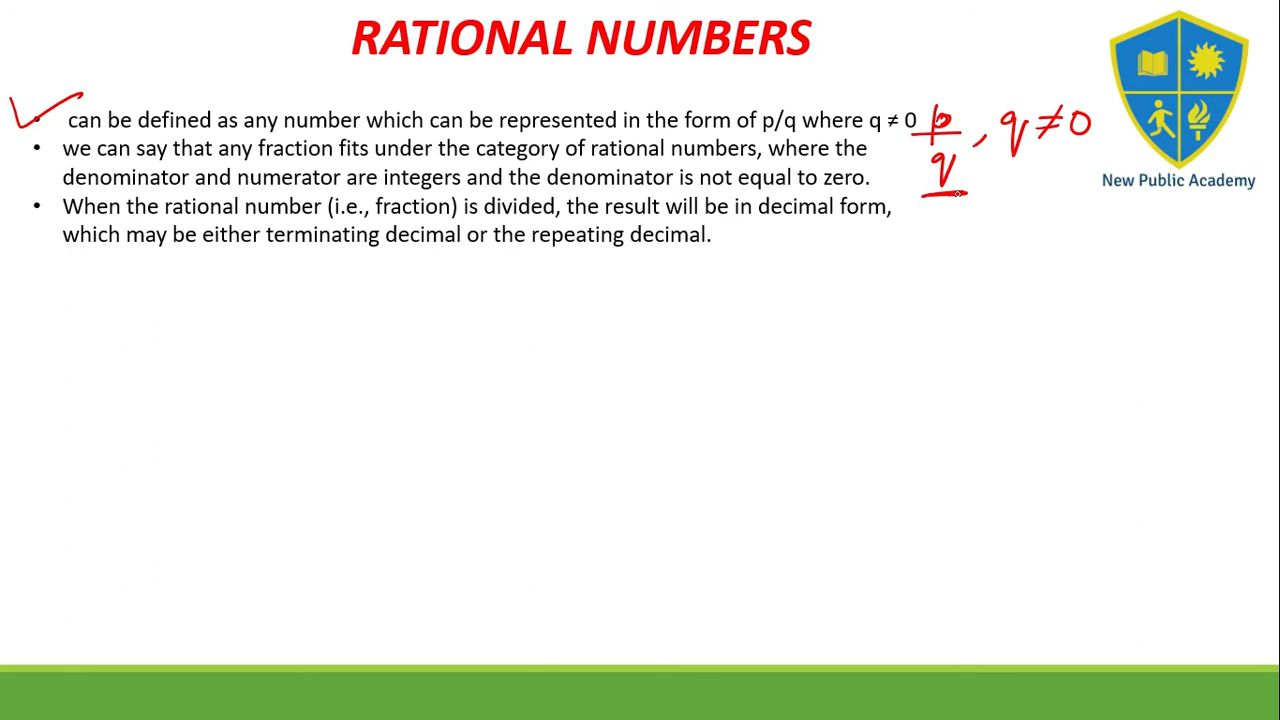 RATIONAL NUMBERS
• can be defined as any number which can be represented in the form of p/q where q ≠ 0
p/q , q ≠ 0
• we can say that any fraction fits under the category of rational numbers, where the
denominator and numerator are integers and the denominator is not equal to zero.
• When the rational number (i.e., fraction) is divided, the result will be in decimal form,
which may be either terminating decimal or the repeating decimal.
New Public Academy